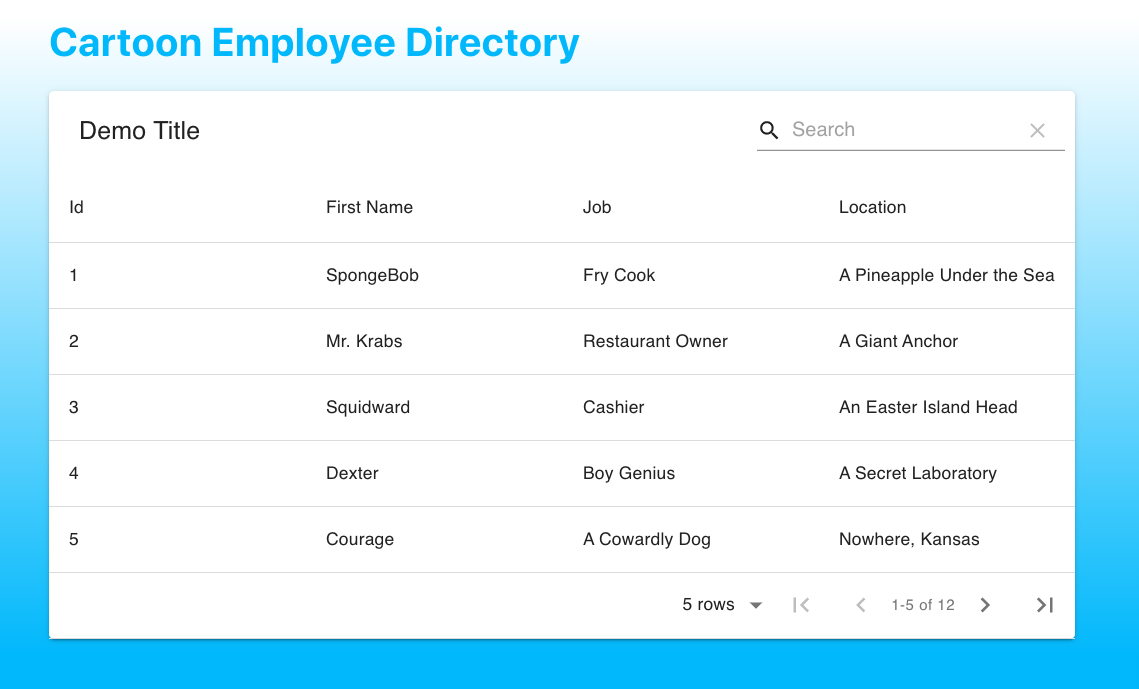 Cartoon Employee Directory
Demo Title
Search
Id First Name Job Location
1 SpongeBob Fry Cook A Pineapple Under the Sea
2 Mr. Krabs Restaurant Owner A Giant Anchor
3 Squidward Cashier An Easter Island Head
4 Dexter Boy Genius A Secret Laboratory
5 Courage A Cowardly Dog Nowhere, Kansas
5 rows 1-5 of 12